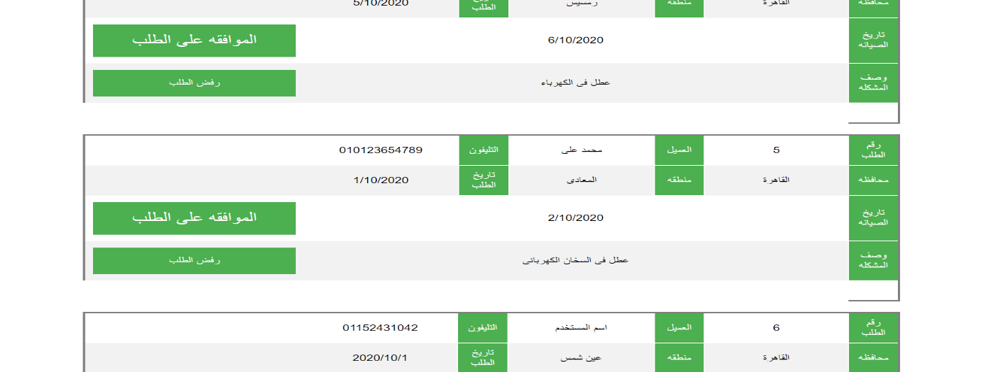 محافظه القاهرة منطقه رمسيس تاريخ الطلب 5/10/2020
تاريخ الصيانه 6/10/2020 الموافقه على الطلب
وصف المشكله عطل فى الكهرباء رفض الطلب
رقم الطلب 5 العميل محمد على التليفون 010123654789
محافظه القاهرة منطقه المعادى تاريخ الطلب 1/10/2020
تاريخ الصيانه 2/10/2020 الموافقه على الطلب
وصف المشكله عطل فى السخان الكهربائى رفض الطلب
رقم الطلب 6 العميل اسم المستخدم التليفون 01152431042
محافظه القاهرة منطقه عين شمس تاريخ الطلب 2020/10/1